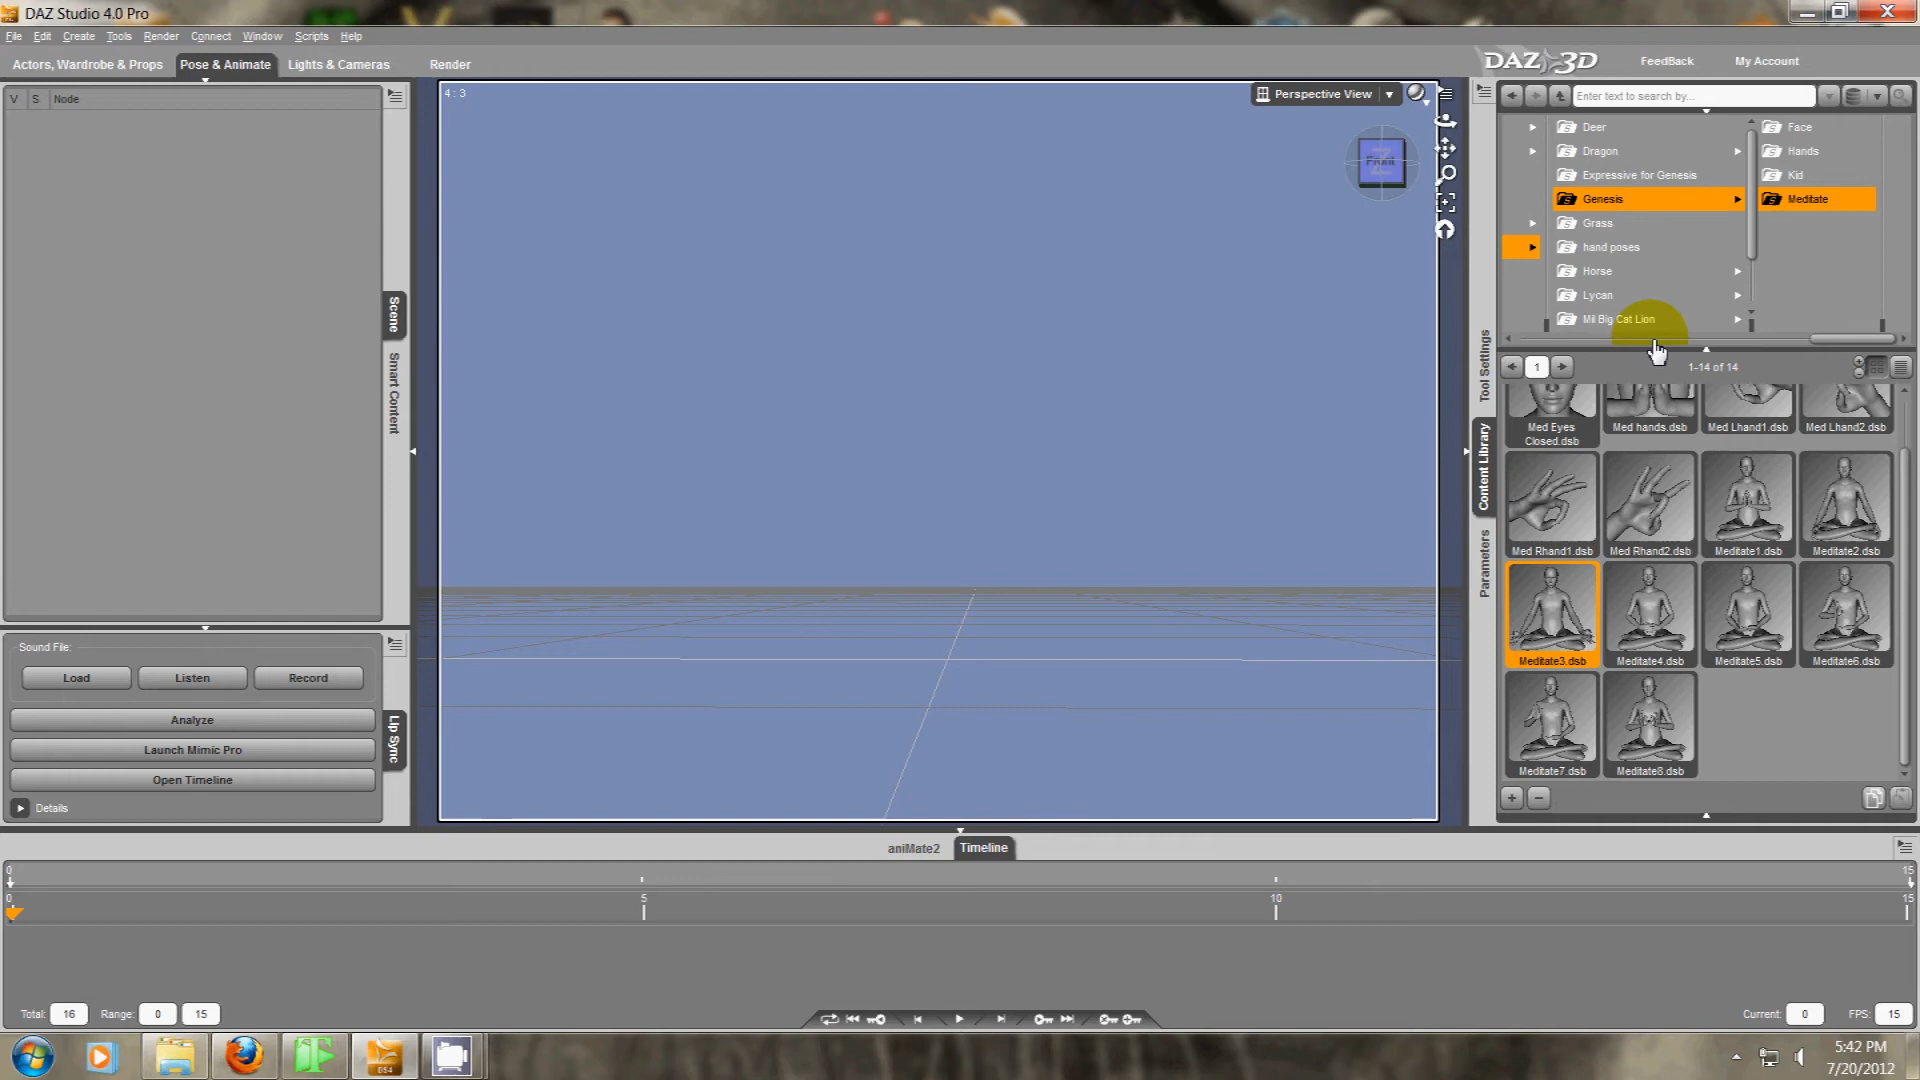 DAZ Studio 4.0 Pro
File Edit Create Tools Render Connect Window Scripts Help
Actors, Wardrobe & Props Pose & Animate Lights & Cameras Render
DAZ 3D FeedBack My Account
V S Node
Scene
Smart Content
4 : 3
Perspective View
Front
Enter text to search by...
Deer
Dragon
Expressive for Genesis
Genesis
Grass
hand poses
Horse
Lycan
Mil Big Cat Lion
Face
Hands
Kid
Meditate
Tool Settings
Content Library
Parameters
1
1-14 of 14
Med Eyes
Closed.dsb
Med hands.dsb
Med Lhand1.dsb
Med Lhand2.dsb
Med Rhand1.dsb
Med Rhand2.dsb
Meditate1.dsb
Meditate2.dsb
Meditate3.dsb
Meditate4.dsb
Meditate5.dsb
Meditate6.dsb
Meditate7.dsb
Meditate8.dsb
Sound File:
Load Listen Record
Analyze
Launch Mimic Pro
Open Timeline
Details
Lip Sync
aniMate2 Timeline
0 15
0 5 10 15
Total: 16 Range: 0 15
Current: 0 FPS: 15
DS4
5:42 PM
7/20/2012